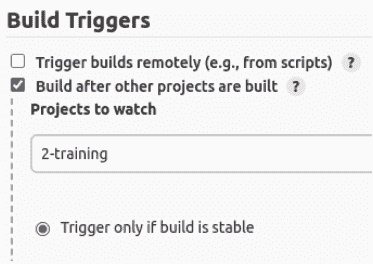 Build Triggers
Trigger builds remotely (e.g., from scripts) ?
Build after other projects are built ?
Projects to watch
2-training
Trigger only if build is stable